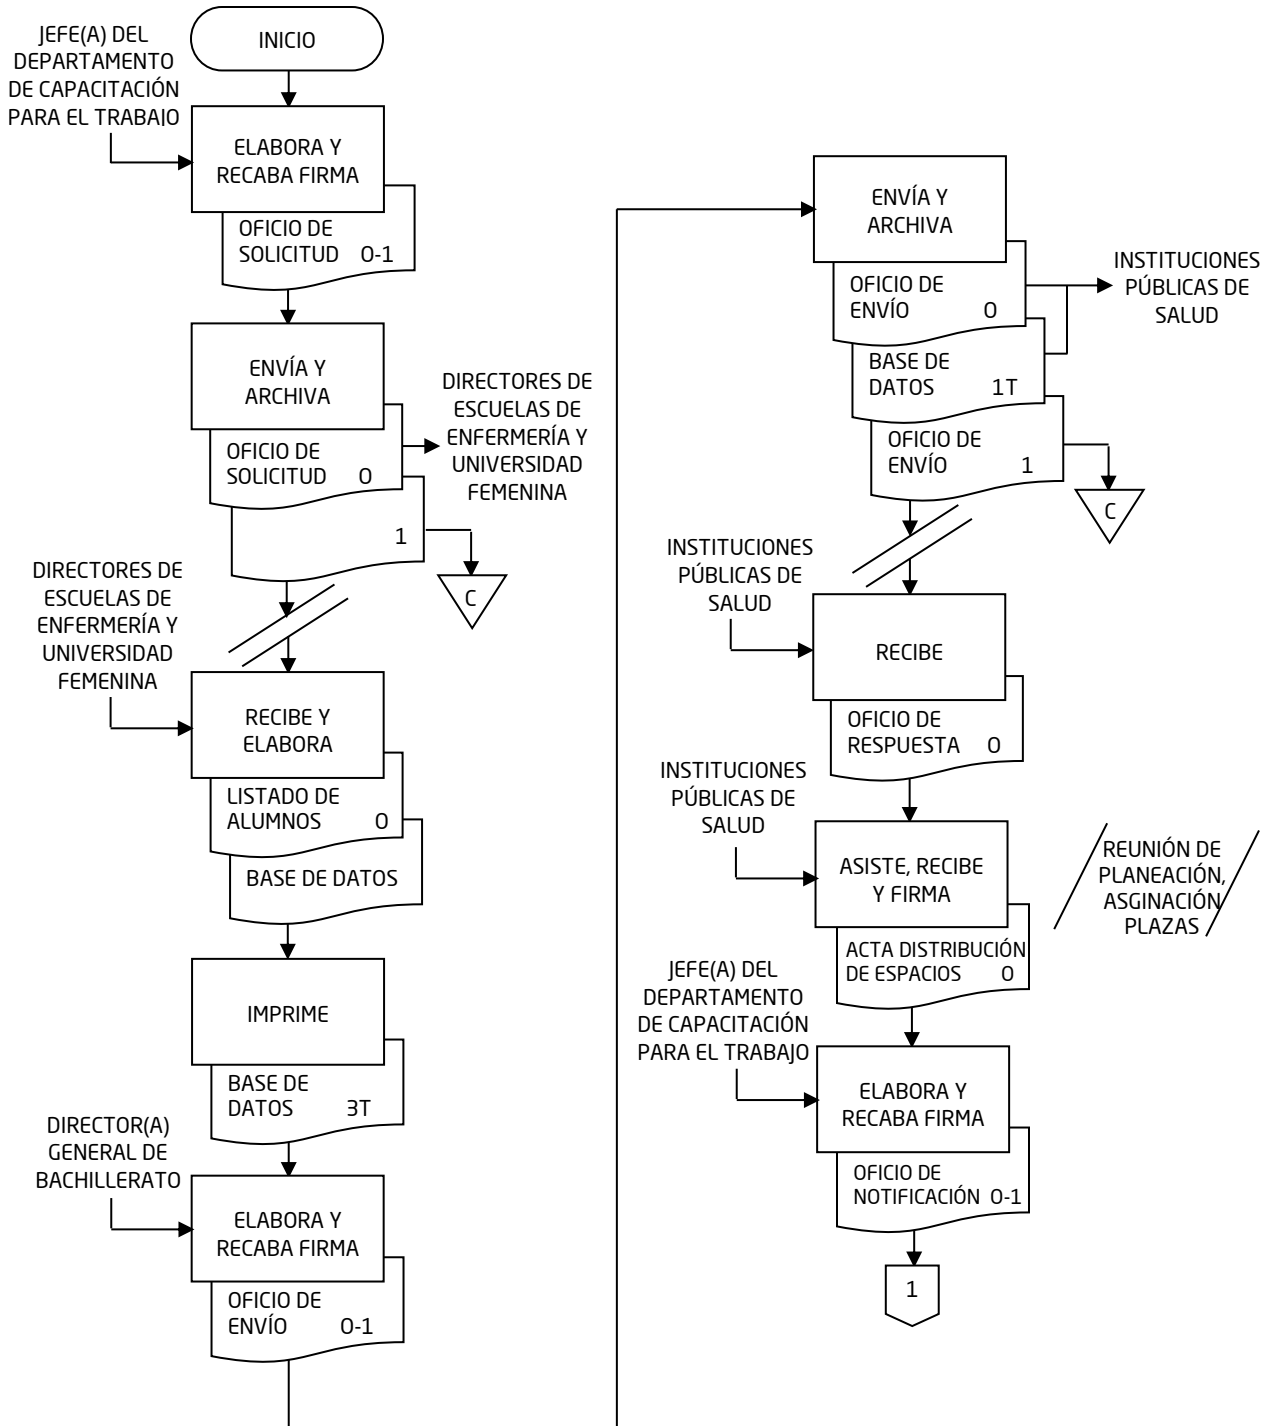 JEFE(A) DEL
DEPARTAMENTO
DE CAPACITACIÓN
PARA EL TRABAJO
INICIO
ELABORA Y
RECABA FIRMA
OFICIO DE
SOLICITUD 0-1
ENVÍA Y
ARCHIVA
OFICIO DE
SOLICITUD 0
1
DIRECTORES DE
ESCUELAS DE
ENFERMERÍA Y
UNIVERSIDAD
FEMENINA
C
DIRECTORES DE
ESCUELAS DE
ENFERMERÍA Y
UNIVERSIDAD
FEMENINA
RECIBE Y
ELABORA
LISTADO DE
ALUMNOS 0
BASE DE DATOS
IMPRIME
BASE DE
DATOS 3T
DIRECTOR(A)
GENERAL DE
BACHILLERATO
ELABORA Y
RECABA FIRMA
OFICIO DE
ENVÍO 0-1
ENVÍA Y
ARCHIVA
OFICIO DE
ENVÍO 0
INSTITUCIONES
PÚBLICAS DE
SALUD
BASE DE
DATOS 1T
OFICIO DE
ENVÍO 1
C
INSTITUCIONES
PÚBLICAS DE
SALUD
RECIBE
OFICIO DE
RESPUESTA 0
INSTITUCIONES
PÚBLICAS DE
SALUD
ASISTE, RECIBE
Y FIRMA
REUNIÓN DE
PLANEACIÓN,
ASGINACIÓN
PLAZAS
ACTA DISTRIBUCIÓN
DE ESPACIOS 0
JEFE(A) DEL
DEPARTAMENTO
DE CAPACITACIÓN
PARA EL TRABAJO
ELABORA Y
RECABA FIRMA
OFICIO DE
NOTIFICACIÓN 0-1
1